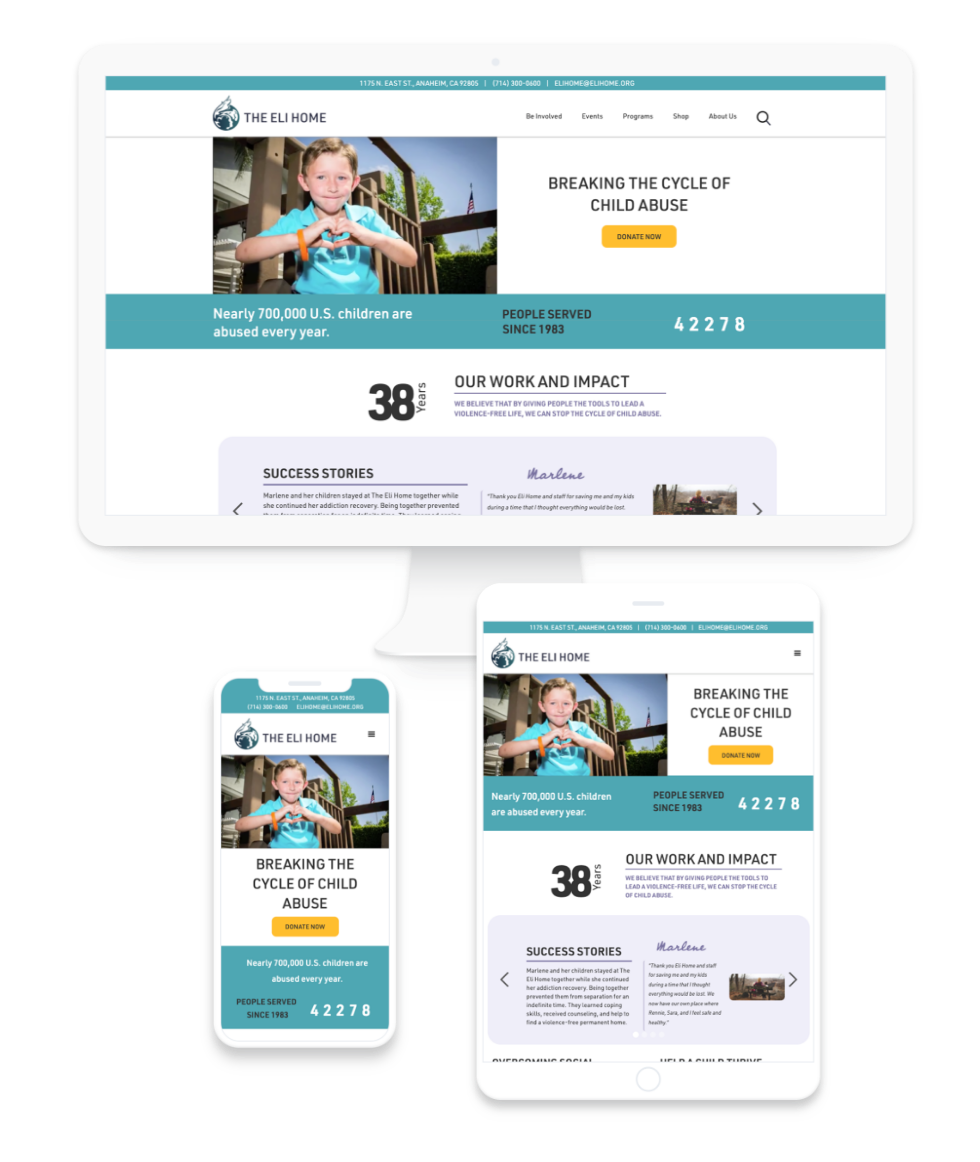 1175 N. EAST ST., ANAHEIM, CA 92805 | (714) 300-0600 | ELIHOME@ELIHOME.ORG
THE ELI HOME
Be Involved Events Programs Shop About Us
BREAKING THE CYCLE OF
CHILD ABUSE
DONATE NOW
Nearly 700,000 U.S. children are
abused every year.
PEOPLE SERVED
SINCE 1983
42278
38 Years
OUR WORK AND IMPACT
WE BELIEVE THAT BY GIVING PEOPLE THE TOOLS TO LEAD A
VIOLENCE-FREE LIFE, WE CAN STOP THE CYCLE OF CHILD ABUSE.
SUCCESS STORIES
Marlene and her children stayed at The Eli Home together while
she continued her addiction recovery. Being together prevented
Marlene
"Thank you Eli Home and staff for saving me and my kids
during a time that I thought everything would be lost.
1175 N. EAST ST., ANAHEIM, CA 92805
(714) 300-0600 ELIHOME@ELIHOME.ORG
THE ELI HOME
BREAKING THE
CYCLE OF CHILD
ABUSE
DONATE NOW
Nearly 700,000 U.S. children are
abused every year.
PEOPLE SERVED
SINCE 1983
42278
1175 N. EAST ST., ANAHEIM, CA 92805 | (714) 300-0600 | ELIHOME@ELIHOME.ORG
THE ELI HOME
BREAKING THE
CYCLE OF CHILD
ABUSE
DONATE NOW
Nearly 700,000 U.S. children
are abused every year.
PEOPLE SERVED
SINCE 1983
42278
38 Years
OUR WORK AND IMPACT
WE BELIEVE THAT BY GIVING PEOPLE THE TOOLS TO
LEAD A VIOLENCE-FREE LIFE, WE CAN STOP THE CYCLE
OF CHILD ABUSE.
SUCCESS STORIES
Marlene and her children stayed at The
Eli Home together while she continued
her addiction recovery. Being together
prevented them from separation for an
indefinite time. They learned coping
skills, received counseling, and help to
find a violence-free permanent home.
Marlene
"Thank you Eli Home and staff
for saving me and my kids
during a time that I thought
everything would be lost. We
now have our own place where
Rennie, Sara, and I feel safe and
healthy."